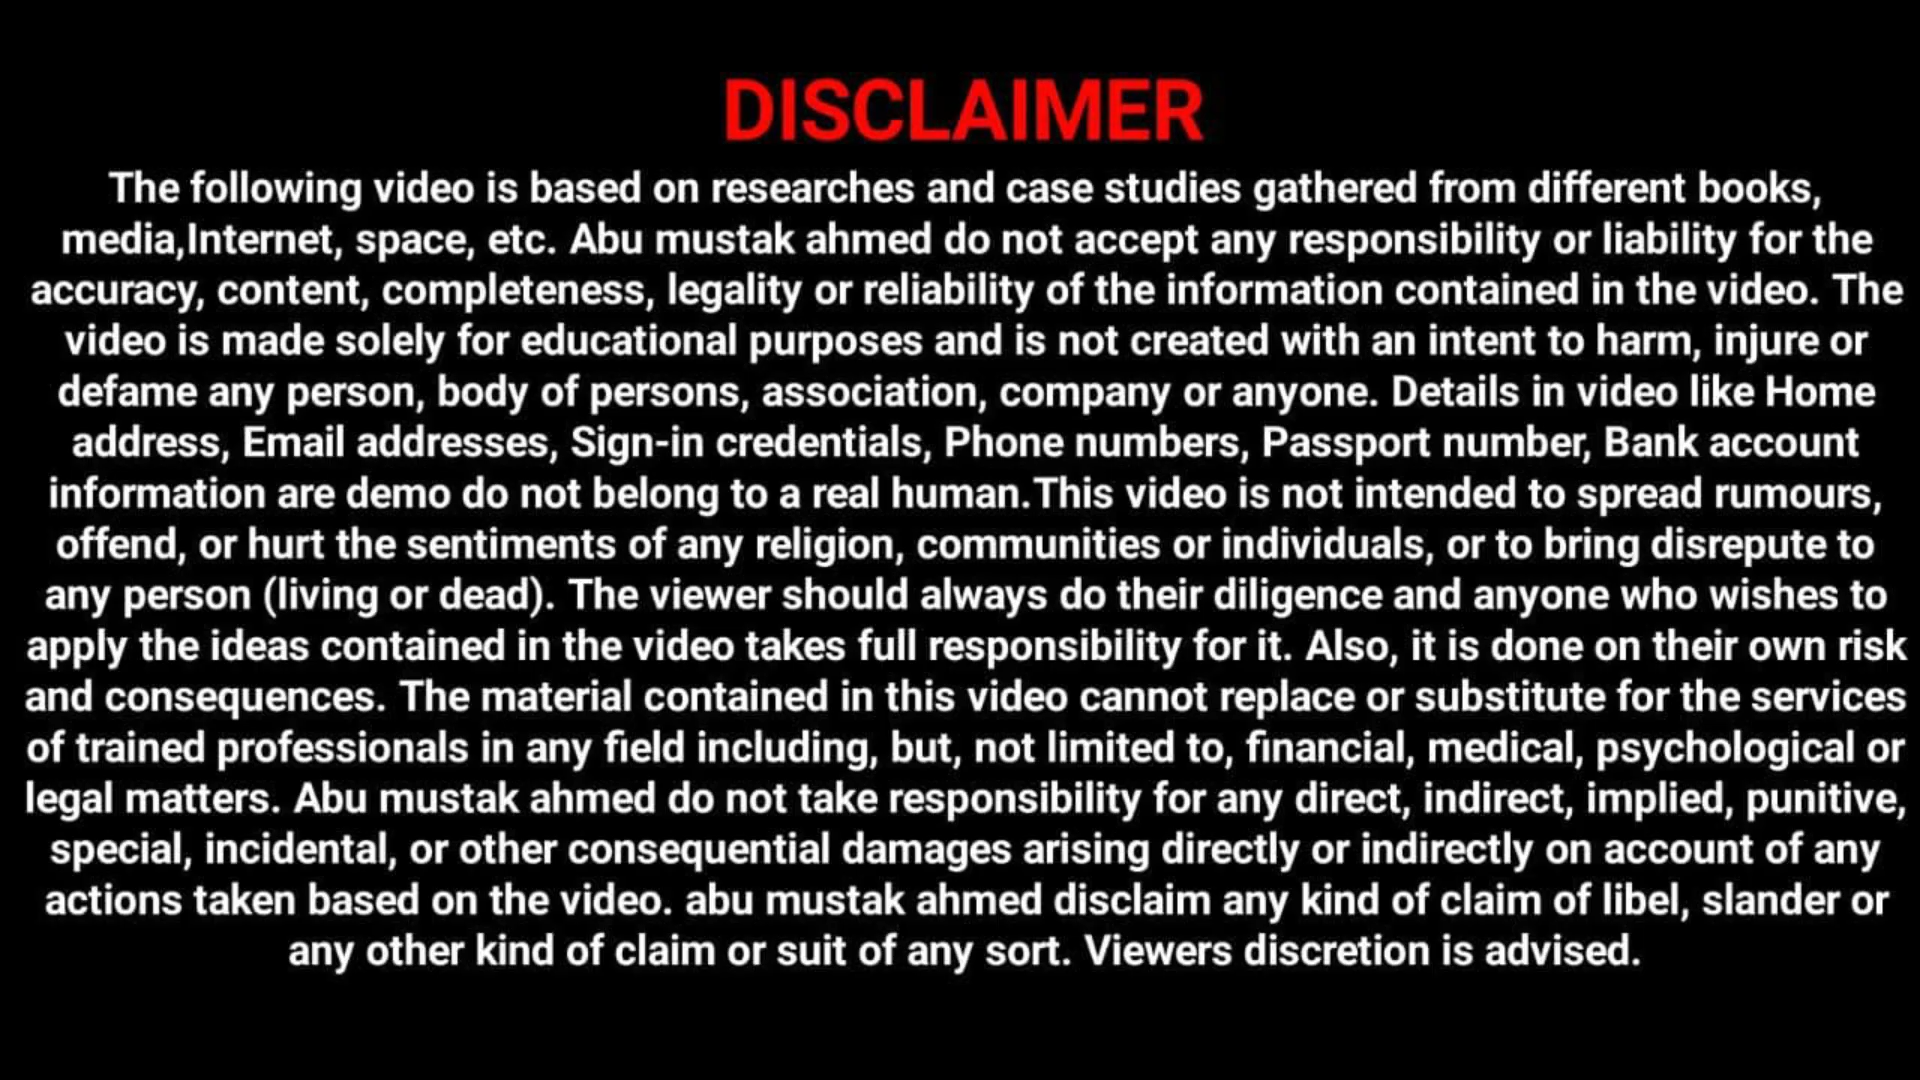 DISCLAIMER
The following video is based on researches and case studies gathered from different books,
media,Internet, space, etc. Abu mustak ahmed do not accept any responsibility or liability for the
accuracy, content, completeness, legality or reliability of the information contained in the video. The
video is made solely for educational purposes and is not created with an intent to harm, injure or
defame any person, body of persons, association, company or anyone. Details in video like Home
address, Email addresses, Sign-in credentials, Phone numbers, Passport number, Bank account
information are demo do not belong to a real human.This video is not intended to spread rumours,
offend, or hurt the sentiments of any religion, communities or individuals, or to bring disrepute to
any person (living or dead). The viewer should always do their diligence and anyone who wishes to
apply the ideas contained in the video takes full responsibility for it. Also, it is done on their own risk
and consequences. The material contained in this video cannot replace or substitute for the services
of trained professionals in any field including, but, not limited to, financial, medical, psychological or
legal matters. Abu mustak ahmed do not take responsibility for any direct, indirect, implied, punitive,
special, incidental, or other consequential damages arising directly or indirectly on account of any
actions taken based on the video. abu mustak ahmed disclaim any kind of claim of libel, slander or
any other kind of claim or suit of any sort. Viewers discretion is advised.